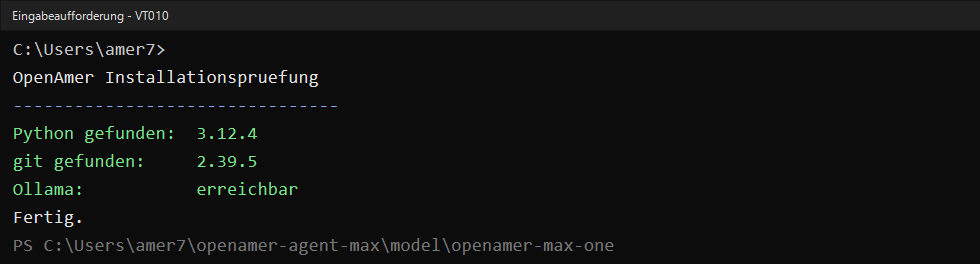 Eingabeaufforderung - VT010
C:\Users\amer7>
OpenAmer Installationspruefung
--------------------------------
Python gefunden:  3.12.4
git gefunden:     2.39.5
Ollama:           erreichbar
Fertig.
PS C:\Users\amer7\openamer-agent-max\model\openamer-max-one